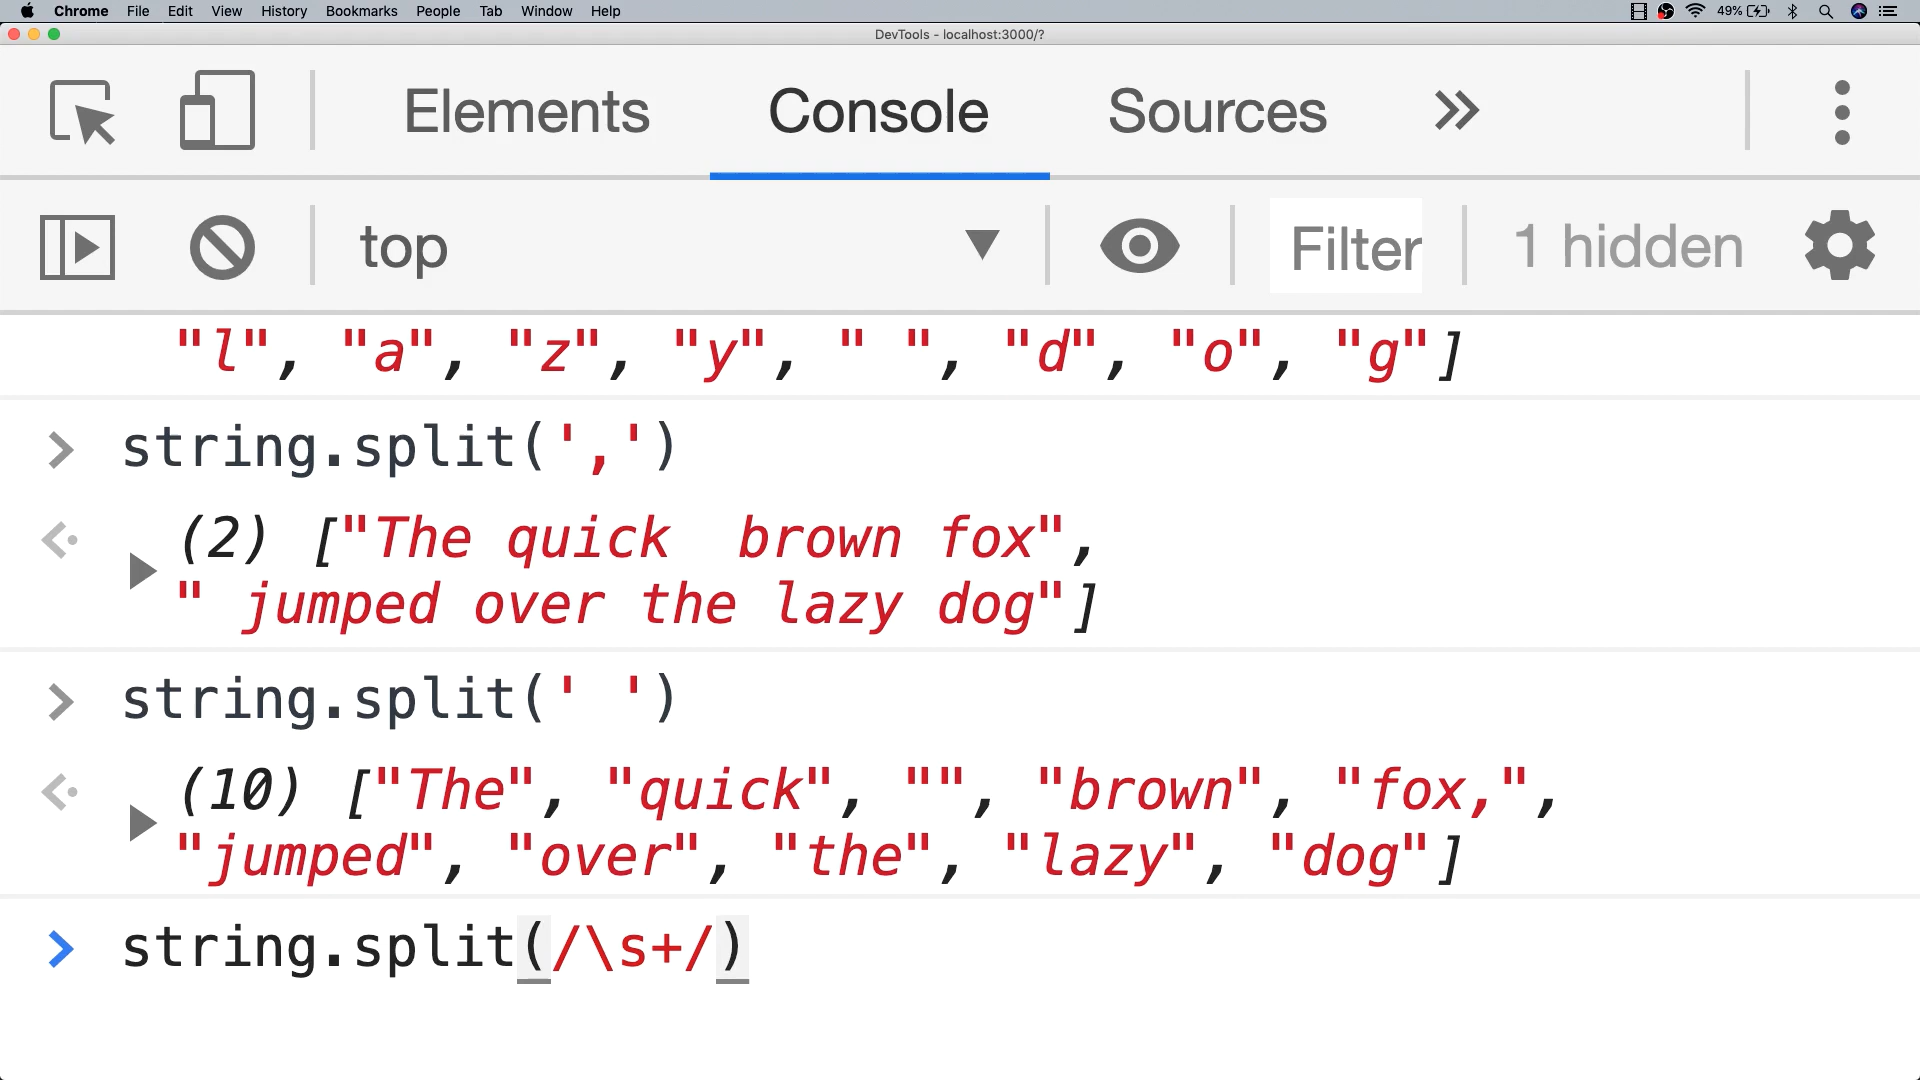 Chrome File Edit View History Bookmarks People Tab Window Help 49%
DevTools - localhost:3000/?
Elements Console Sources
top Filter 1 hidden
"l", "a", "z", "y", " ", "d", "o", "g"]
> string.split(',')
(2) ["The quick  brown fox",
" jumped over the lazy dog"]
> string.split(' ')
(10) ["The", "quick", "", "brown", "fox,",
"jumped", "over", "the", "lazy", "dog"]
> string.split(/\s+/)